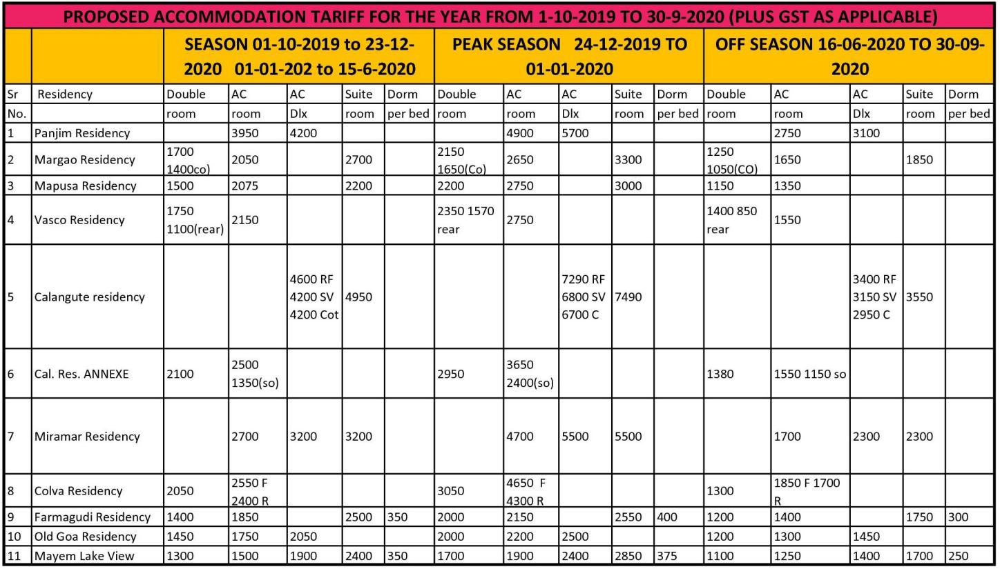 PROPOSED ACCOMMODATION TARIFF FOR THE YEAR FROM 1-10-2019 TO 30-9-2020 (PLUS GST AS APPLICABLE)
SEASON 01-10-2019 to 23-12-
2020 01-01-202 to 15-6-2020
PEAK SEASON 24-12-2019 TO
01-01-2020
OFF SEASON 16-06-2020 TO 30-09-
2020
Sr Residency Double AC AC Suite Dorm Double AC AC Suite Dorm Double AC AC Suite Dorm
No. room room Dlx room per bed room room Dlx room per bed room room Dlx room per bed
1 Panjim Residency 3950 4200 4900 5700 2750 3100
1700 2150 1250
2 Margao Residency 2050 2700 2650 3300 1650 1850
1400co) 1650(Co) 1050(CO)
3 Mapusa Residency 1500 2075 2200 2200 2750 3000 1150 1350
1750 2350 1570 1400 850
4 Vasco Residency 2150 2750 1550
1100(rear) rear rear
4600 RF 7290 RF 3400 RF
5 Calangute residency 4200 SV 4950 6800 SV 7490 3150 SV 3550
4200 Cot 6700 C 2950 C
2500 3650
6 Cal. Res. ANNEXE 2100 2950 1380 1550 1150 so
1350(so) 2400(so)
7 Miramar Residency 2700 3200 3200 4700 5500 5500 1700 2300 2300
2550 F 4650 F 1850 F 1700
8 Colva Residency 2050 3050 1300
2400 R 4300 R R
9 Farmagudi Residency 1400 1850 2500 350 2000 2150 2550 400 1200 1400 1750 300
10 Old Goa Residency 1450 1750 2050 2000 2200 2500 1200 1300 1450
11 Mayem Lake View 1300 1500 1900 2400 350 1700 1900 2400 2850 375 1100 1250 1400 1700 250